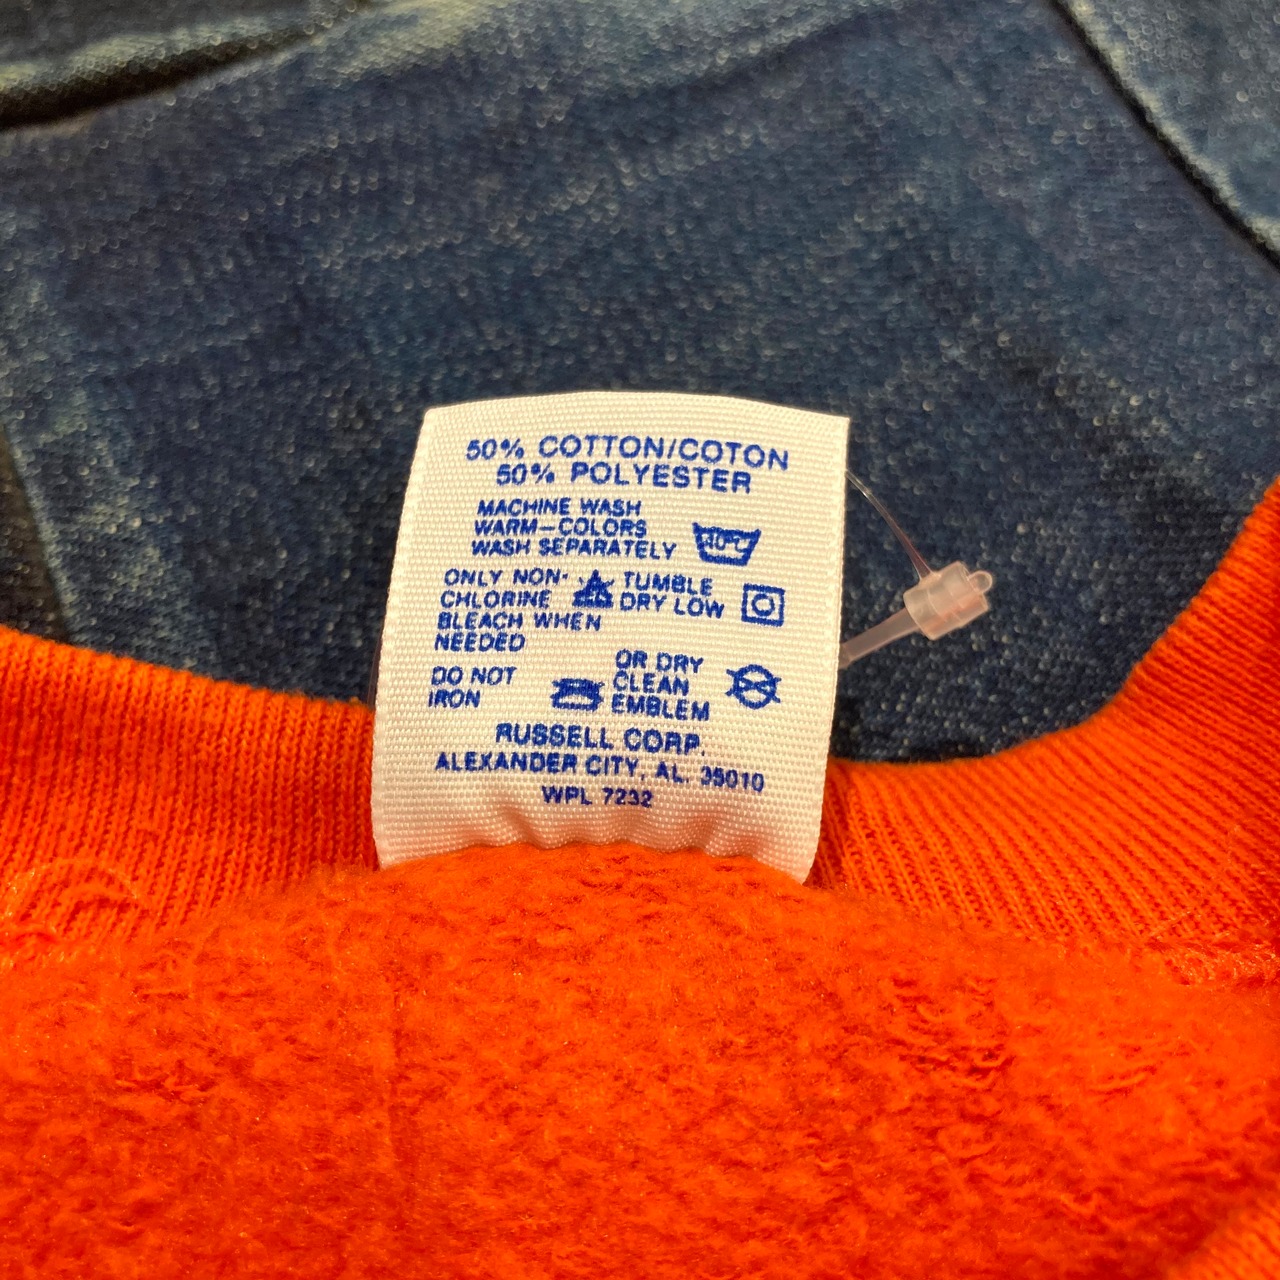 50% COTTON/COTON
50% POLYESTER
MACHINE WASH
WARM-COLORS
WASH SEPARATELY
40°C
ONLY NON-
CHLORINE
BLEACH WHEN
NEEDED
TUMBLE
DRY LOW
DO NOT
IRON
OR DRY
CLEAN
EMBLEM
RUSSELL CORP.
ALEXANDER CITY, AL. 35010
WPL 7232